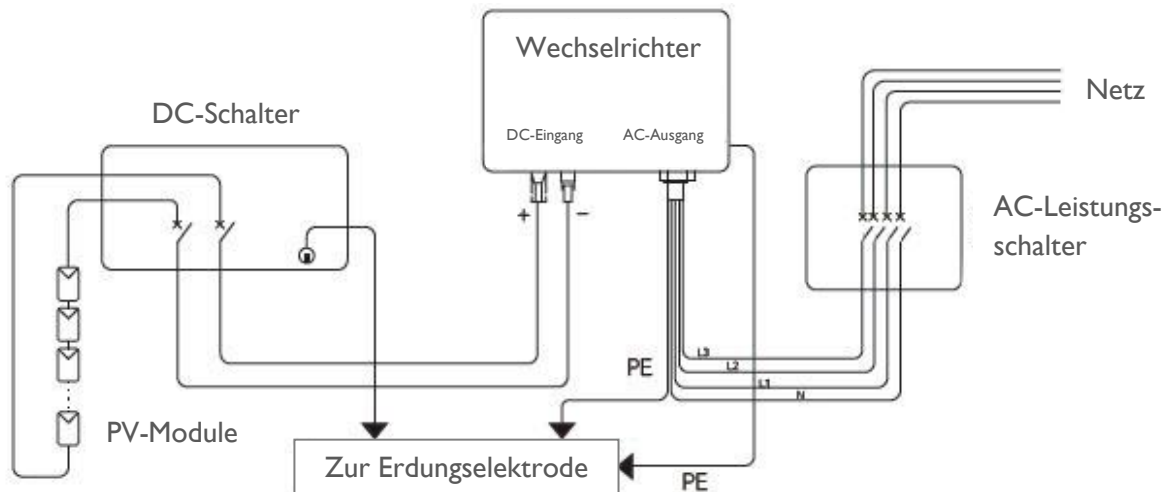 Wechselrichter
DC-Eingang
AC-Ausgang
+
–
DC-Schalter
Netz
AC-Leistungs-
schalter
PV-Module
PE
L3
L2
L1
N
Zur Erdungselektrode
PE